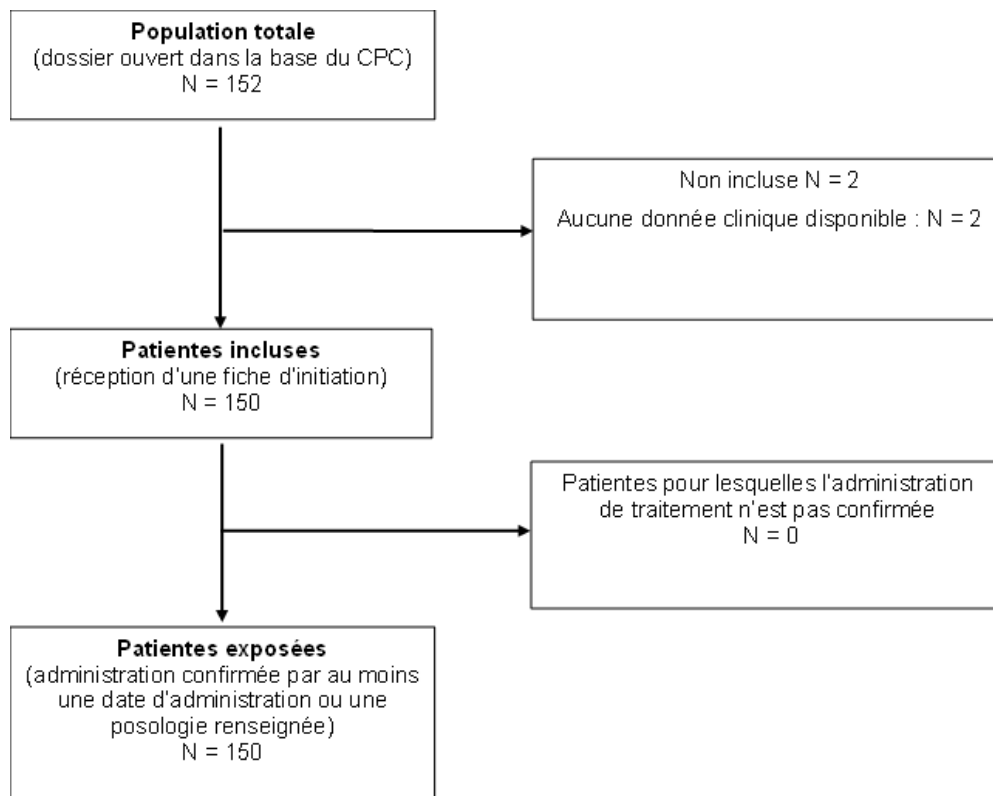 Population totale
(dossier ouvert dans la base du CPC)
N = 152
Non incluse N = 2
Aucune donnée clinique disponible : N = 2
Patientes incluses
(réception d'une fiche d'initiation)
N = 150
Patientes pour lesquelles l'administration
de traitement n'est pas confirmée
N = 0
Patientes exposées
(administration confirmée par au moins
une date d'administration ou une
posologie renseignée)
N = 150